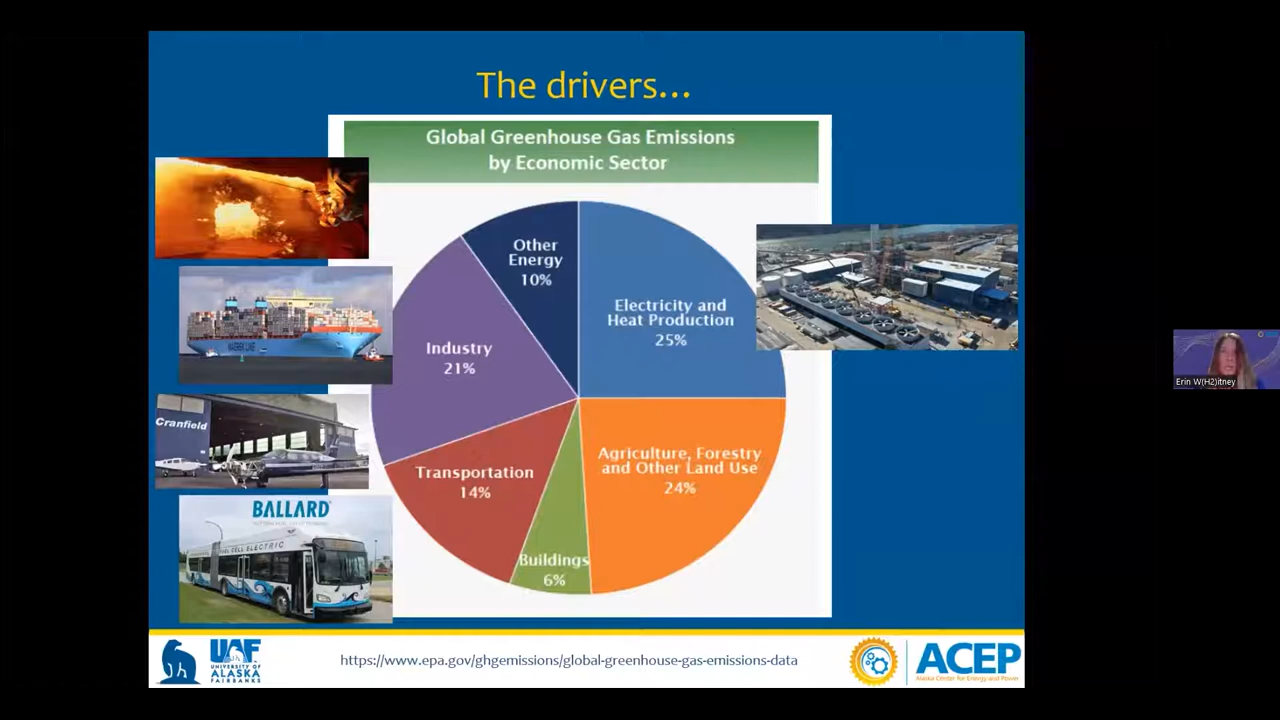 The drivers...
Global Greenhouse Gas Emissions
by Economic Sector
Other
Energy
10%
Electricity and
Heat Production
25%
Industry
21%
Agriculture, Forestry
and Other Land Use
24%
Transportation
14%
Buildings
6%
Cranfield
BALLARD
FUEL CELL ELECTRIC
Erin W(H2)itney
UAF
UNIVERSITY OF
ALASKA
FAIRBANKS
https://www.epa.gov/ghgemissions/global-greenhouse-gas-emissions-data
ACEP
Alaska Center for Energy and Power